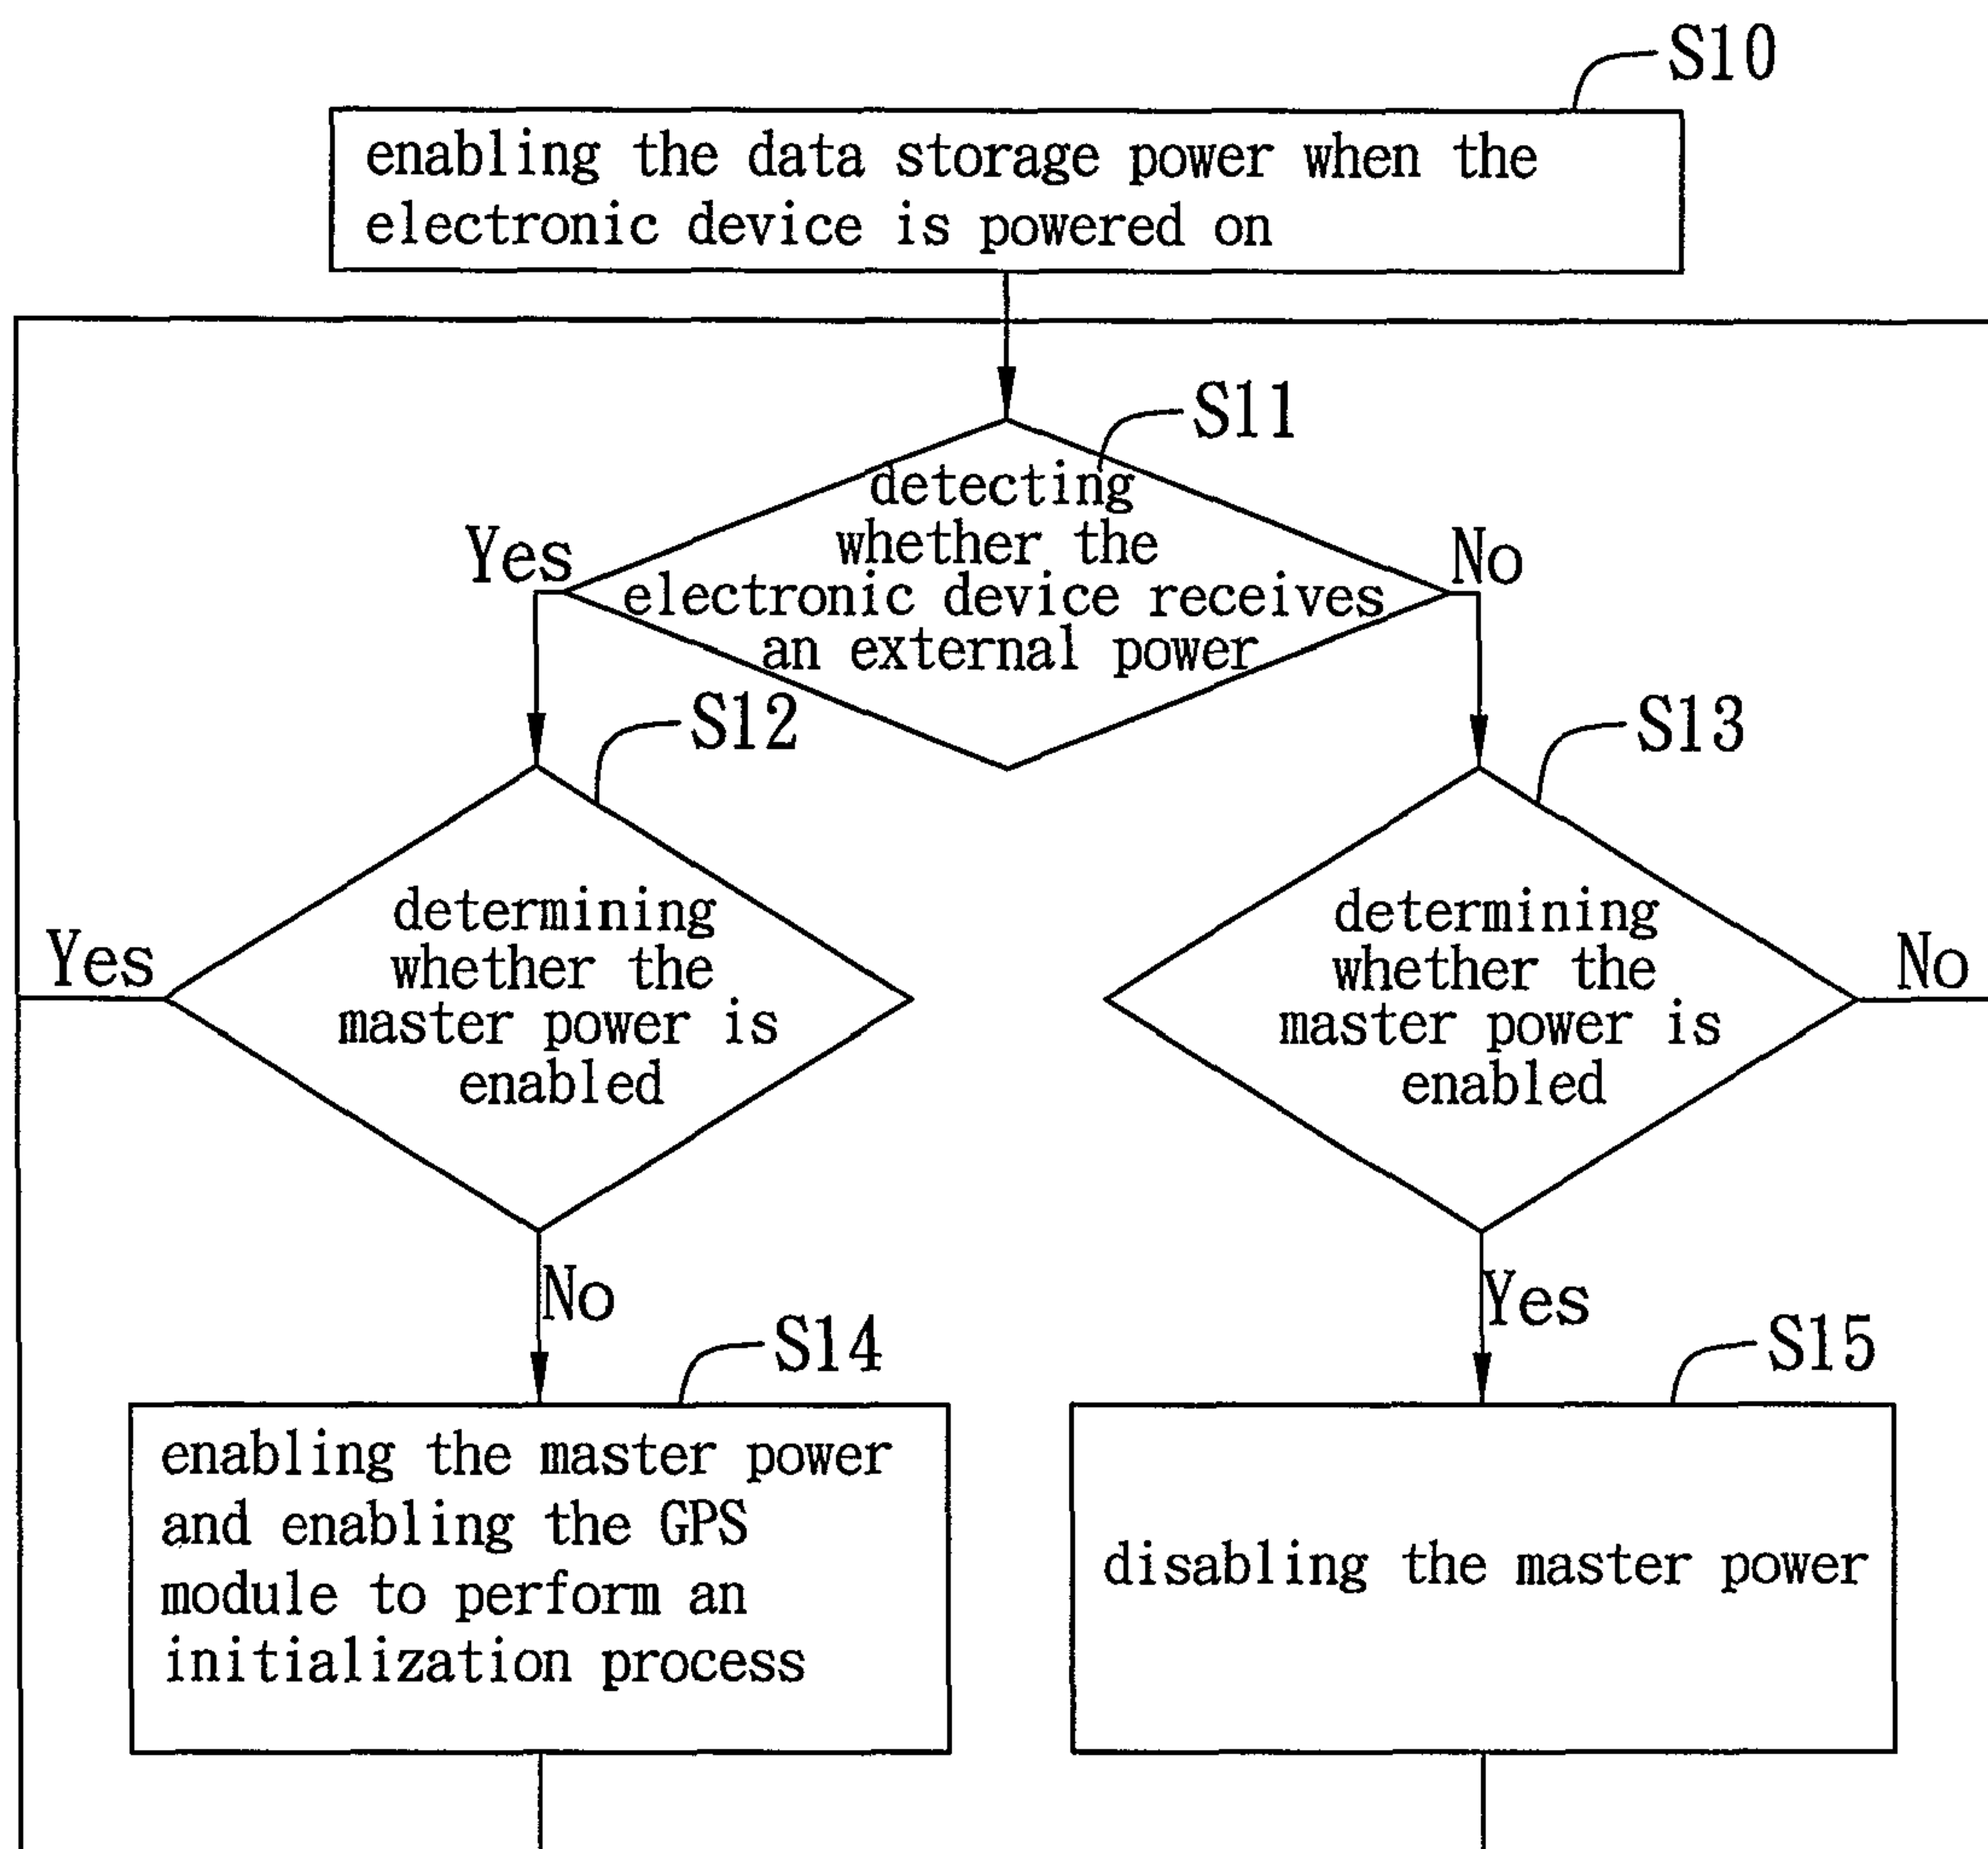 S10
enabling the data storage power when the
electronic device is powered on
S11
detecting
whether the
electronic device receives
an external power
Yes
No
S12
S13
determining
whether the
master power is
enabled
Yes
No
determining
whether the
master power is
enabled
No
Yes
S14
enabling the master power
and enabling the GPS
module to perform an
initialization process
S15
disabling the master power